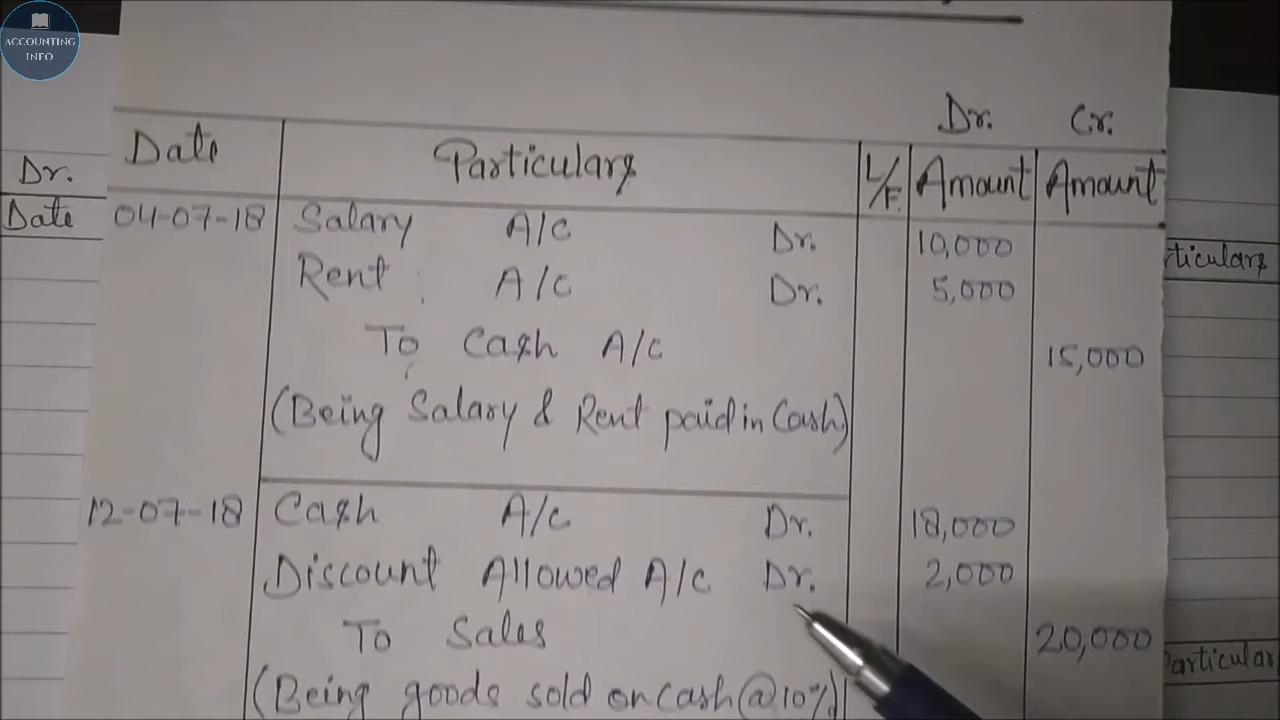 ACCOUNTING
INFO
Dr. Cr.
Date Particulars L/F. Amount Amount
Dr.
Date
04-07-18 Salary A/C Dr. 10,000
rticulars
Rent A/C Dr. 5,000
To Cash A/C 15,000
(Being Salary & Rent paid in Cash)
12-07-18 Cash A/C Dr. 18,000
Discount Allowed A/C Dr. 2,000
To Sales 20,000
Particular
(Being goods sold on cash @ 10%)